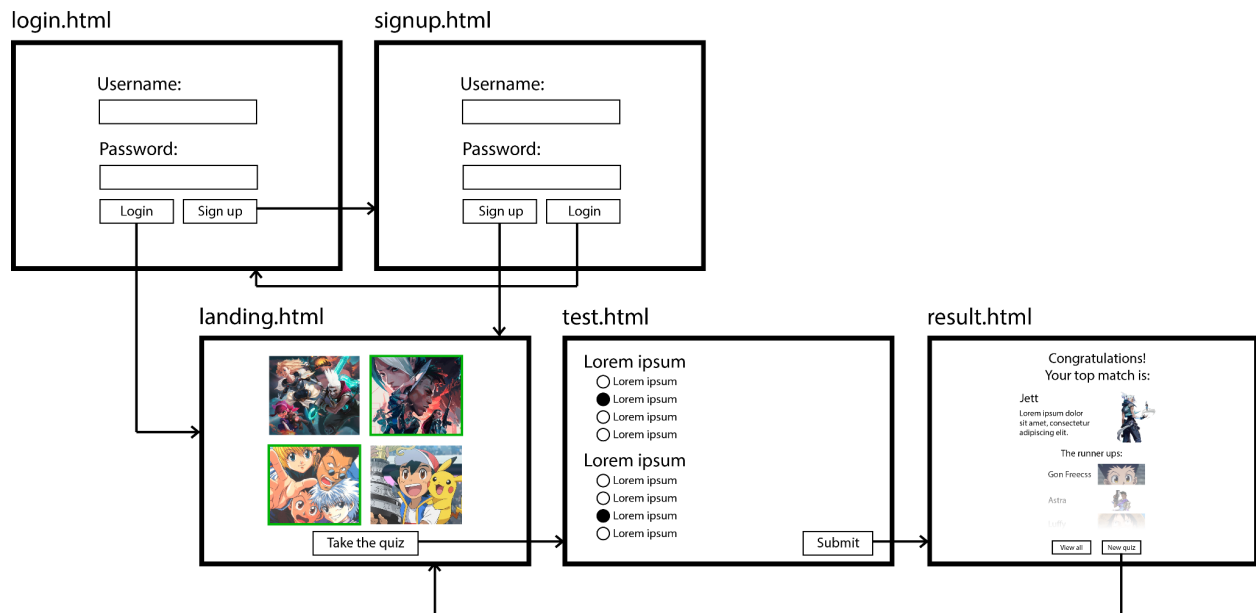 login.html
signup.html
Username:
Password:
Login
Sign up
Username:
Password:
Sign up
Login
landing.html
test.html
result.html
Take the quiz
Lorem ipsum
Lorem ipsum
Lorem ipsum
Lorem ipsum
Lorem ipsum
Lorem ipsum
Lorem ipsum
Lorem ipsum
Lorem ipsum
Lorem ipsum
Submit
Congratulations!
Your top match is:
Jett
Lorem ipsum dolor
sit amet, consectetur
adipiscing elit.
The runner ups:
Gon Freecss
Astra
Luffy
View all
New quiz